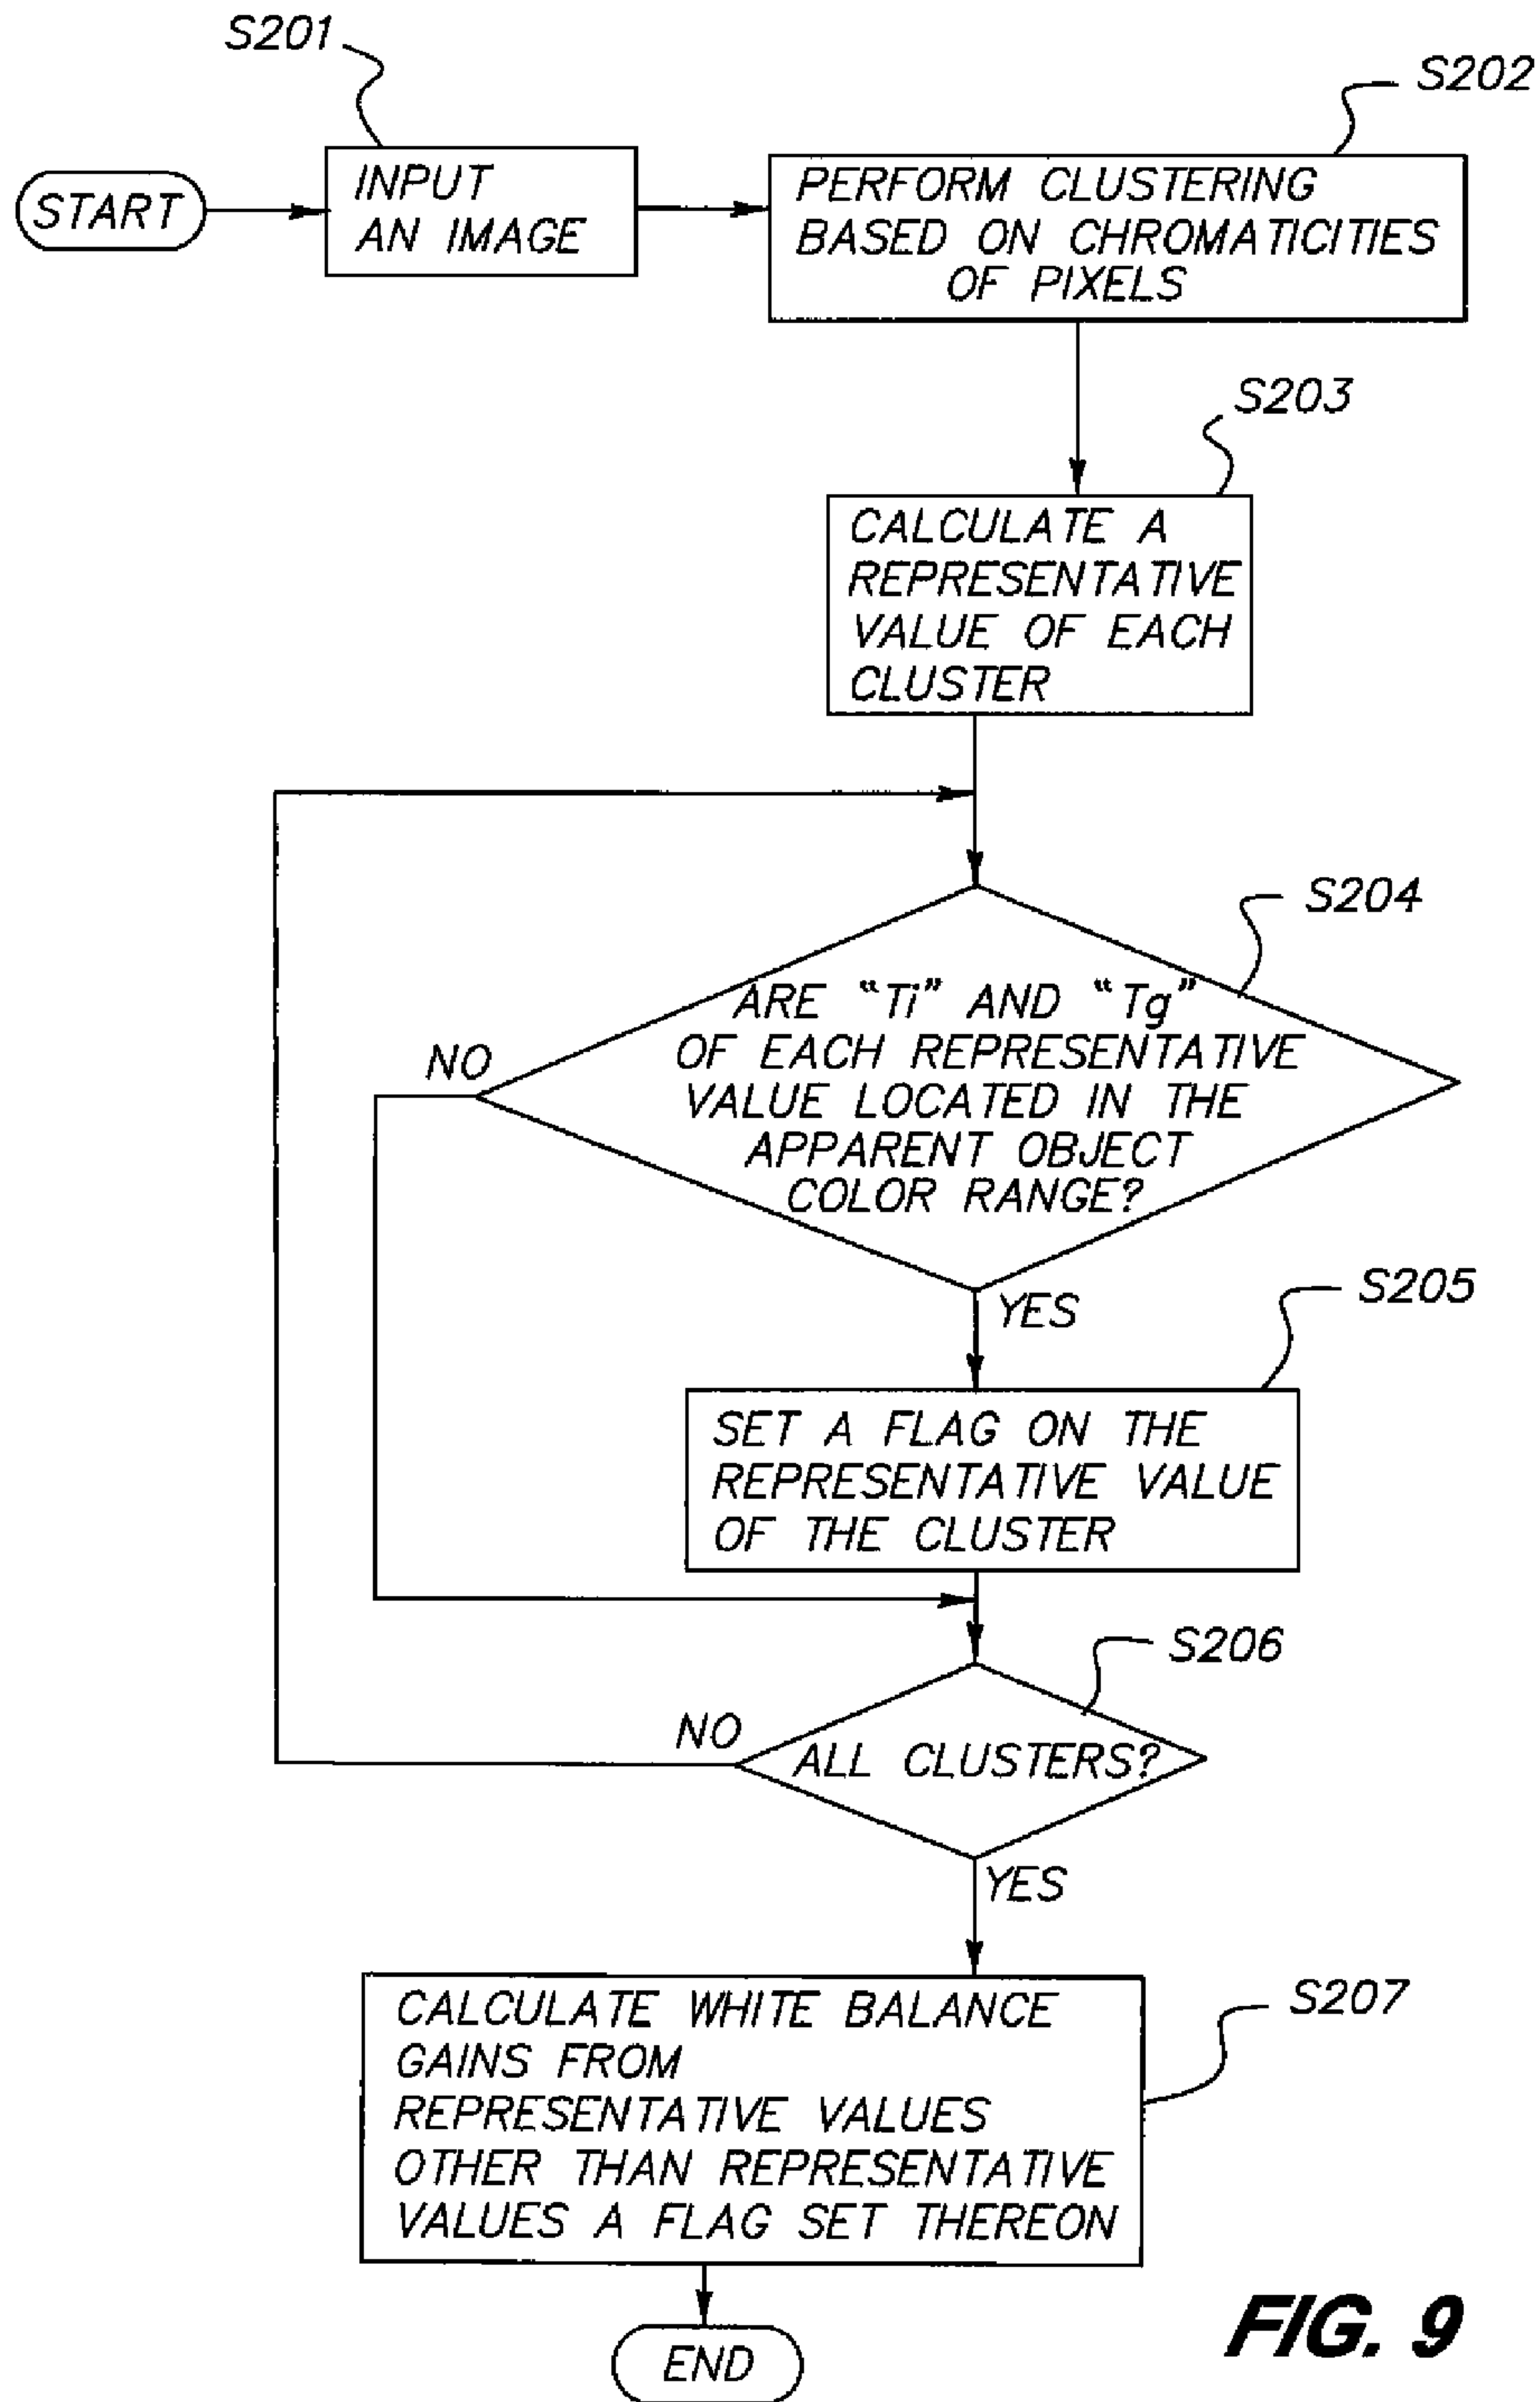 S201
S202
START
INPUT
AN IMAGE
PERFORM CLUSTERING
BASED ON CHROMATICITIES
OF PIXELS
S203
CALCULATE A
REPRESENTATIVE
VALUE OF EACH
CLUSTER
S204
ARE "Ti" AND "Tg"
OF EACH REPRESENTATIVE
VALUE LOCATED IN THE
APPARENT OBJECT
COLOR RANGE?
NO
YES
S205
SET A FLAG ON THE
REPRESENTATIVE VALUE
OF THE CLUSTER
S206
NO
ALL CLUSTERS?
YES
S207
CALCULATE WHITE BALANCE
GAINS FROM
REPRESENTATIVE VALUES
OTHER THAN REPRESENTATIVE
VALUES A FLAG SET THEREON
END
FIG. 9